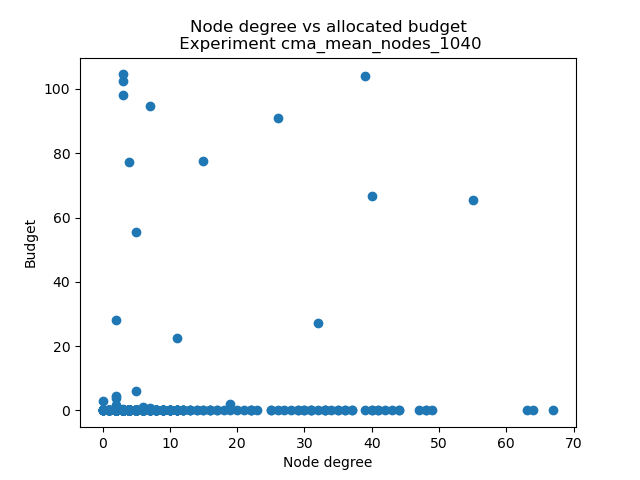 Node degree vs allocated budget
Experiment cma_mean_nodes_1040
100
80
60
40
20
0
Budget
0 10 20 30 40 50 60 70
Node degree